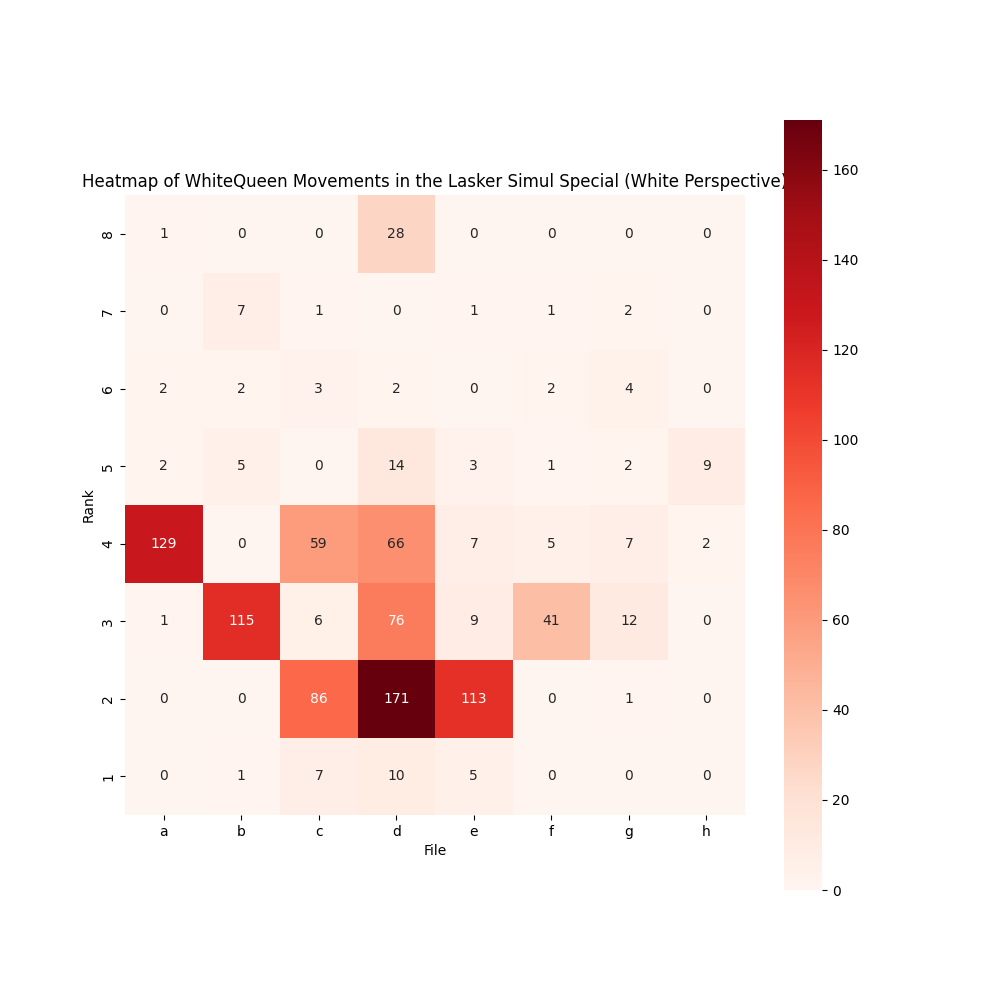 Heatmap of WhiteQueen Movements in the Lasker Simul Special (White Perspective)
8 1 0 0 28 0 0 0 0
7 0 7 1 0 1 1 2 0
6 2 2 3 2 0 2 4 0
5 2 5 0 14 3 1 2 9
4 129 0 59 66 7 5 7 2
3 1 115 6 76 9 41 12 0
2 0 0 86 171 113 0 1 0
1 0 1 7 10 5 0 0 0
a b c d e f g h
File
Rank
160
140
120
100
80
60
40
20
0